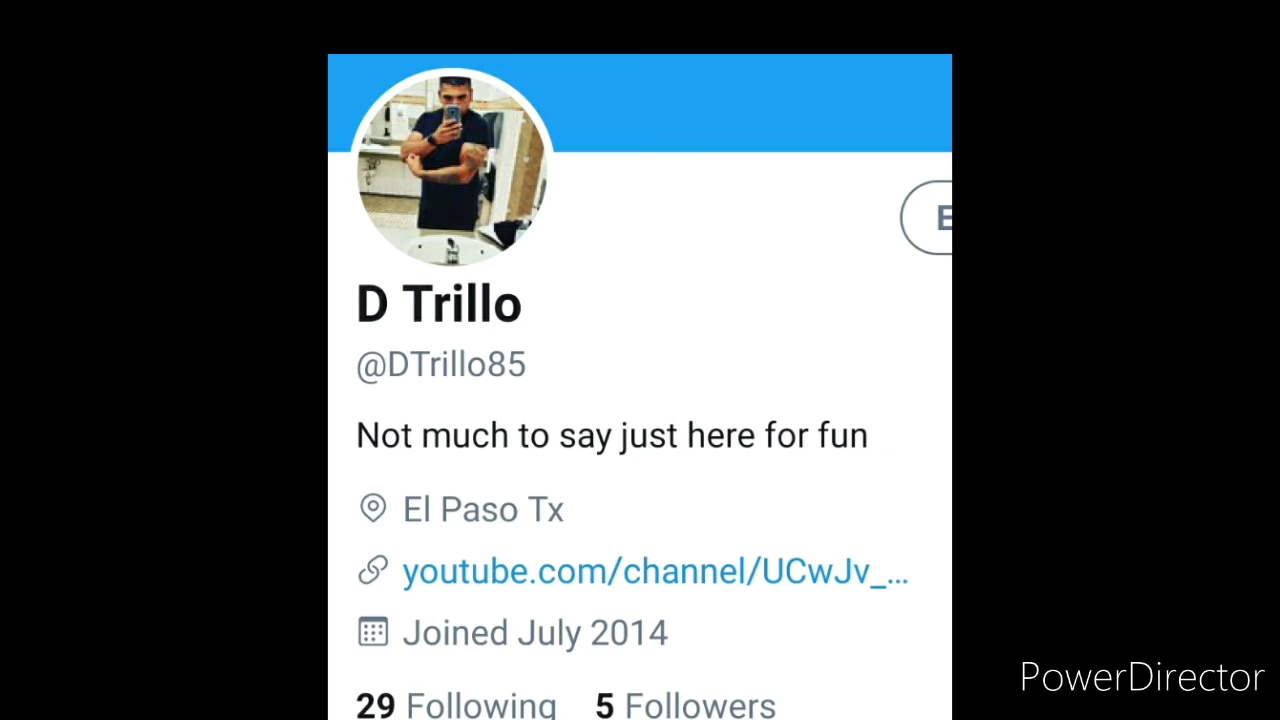 D Trillo
@DTrillo85
Not much to say just here for fun
El Paso Tx
youtube.com/channel/UCwJv_...
Joined July 2014
29 Following 5 Followers
PowerDirector